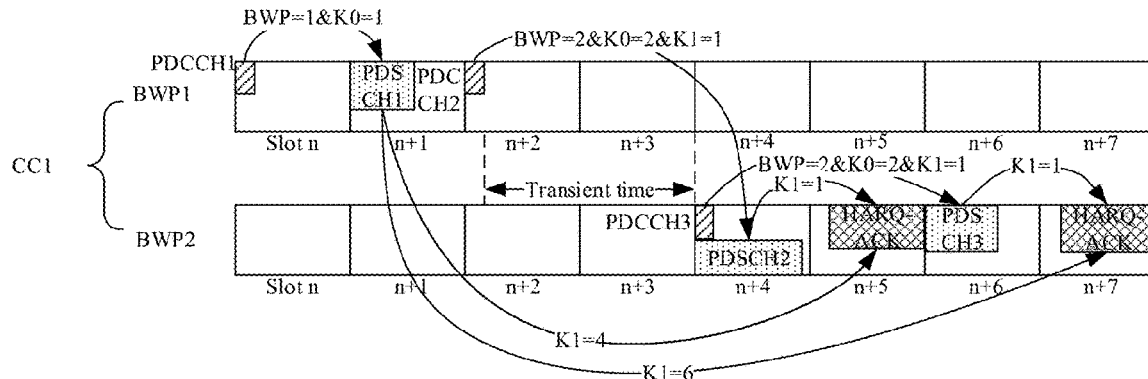 BWP=1&K0=1
BWP=2&K0=2&K1=1
PDCCH1
PDS
CH1
PDC
CH2
BWP1
Slot n
n+1
n+2
n+3
n+4
n+5
n+6
n+7
CC1
BWP=2&K0=2&K1=1
K1=1
K1=1
Transient time
PDCCH3
HARQ-
ACK
PDS
CH3
HARQ-
ACK
BWP2
PDSCH2
Slot n
n+1
n+2
n+3
n+4
n+5
n+6
n+7
K1=4
K1=6